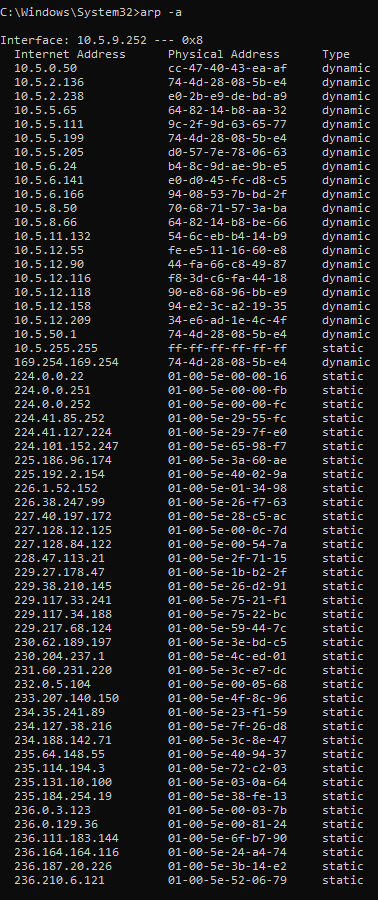 C:\Windows\System32>arp -a
Interface: 10.5.9.252 --- 0x8
Internet Address Physical Address Type
10.5.0.50 cc-47-40-43-ea-af dynamic
10.5.2.136 74-4d-28-08-5b-e4 dynamic
10.5.2.238 e0-2b-e9-de-bd-a9 dynamic
10.5.5.65 64-82-14-b8-aa-32 dynamic
10.5.5.111 9c-2f-9d-63-65-77 dynamic
10.5.5.199 74-4d-28-08-5b-e4 dynamic
10.5.5.205 d0-57-7e-78-06-63 dynamic
10.5.6.24 b4-8c-9d-ae-9b-e5 dynamic
10.5.6.141 e0-d0-45-fc-d8-c5 dynamic
10.5.6.166 94-08-53-7b-bd-2f dynamic
10.5.8.50 70-68-71-57-3a-ba dynamic
10.5.8.66 64-82-14-b8-be-66 dynamic
10.5.11.132 54-6c-eb-b4-14-b9 dynamic
10.5.12.55 fe-e5-11-16-60-e8 dynamic
10.5.12.90 44-fa-66-c8-49-87 dynamic
10.5.12.116 f8-3d-c6-fa-44-18 dynamic
10.5.12.118 90-e8-68-96-bb-e9 dynamic
10.5.12.158 94-e2-3c-a2-19-35 dynamic
10.5.12.209 34-e6-ad-1e-4c-4f dynamic
10.5.50.1 74-4d-28-08-5b-e4 dynamic
10.5.255.255 ff-ff-ff-ff-ff-ff static
169.254.169.254 74-4d-28-08-5b-e4 dynamic
224.0.0.22 01-00-5e-00-00-16 static
224.0.0.251 01-00-5e-00-00-fb static
224.0.0.252 01-00-5e-00-00-fc static
224.41.85.252 01-00-5e-29-55-fc static
224.41.127.224 01-00-5e-29-7f-e0 static
224.101.152.247 01-00-5e-65-98-f7 static
225.186.96.174 01-00-5e-3a-60-ae static
225.192.2.154 01-00-5e-40-02-9a static
226.1.52.152 01-00-5e-01-34-98 static
226.38.247.99 01-00-5e-26-f7-63 static
227.40.197.172 01-00-5e-28-c5-ac static
227.128.12.125 01-00-5e-00-0c-7d static
227.128.84.122 01-00-5e-00-54-7a static
228.47.113.21 01-00-5e-2f-71-15 static
229.27.178.47 01-00-5e-1b-b2-2f static
229.38.210.145 01-00-5e-26-d2-91 static
229.117.33.241 01-00-5e-75-21-f1 static
229.117.34.188 01-00-5e-75-22-bc static
229.217.68.124 01-00-5e-59-44-7c static
230.62.189.197 01-00-5e-3e-bd-c5 static
230.204.237.1 01-00-5e-4c-ed-01 static
231.60.231.220 01-00-5e-3c-e7-dc static
232.0.5.104 01-00-5e-00-05-68 static
233.207.140.150 01-00-5e-4f-8c-96 static
234.35.241.89 01-00-5e-23-f1-59 static
234.127.38.216 01-00-5e-7f-26-d8 static
234.188.142.71 01-00-5e-3c-8e-47 static
235.64.148.55 01-00-5e-40-94-37 static
235.114.194.3 01-00-5e-72-c2-03 static
235.131.10.100 01-00-5e-03-0a-64 static
235.184.254.19 01-00-5e-38-fe-13 static
236.0.3.123 01-00-5e-00-03-7b static
236.0.129.36 01-00-5e-00-81-24 static
236.111.183.144 01-00-5e-6f-b7-90 static
236.164.164.116 01-00-5e-24-a4-74 static
236.187.20.226 01-00-5e-3b-14-e2 static
236.210.6.121 01-00-5e-52-06-79 static